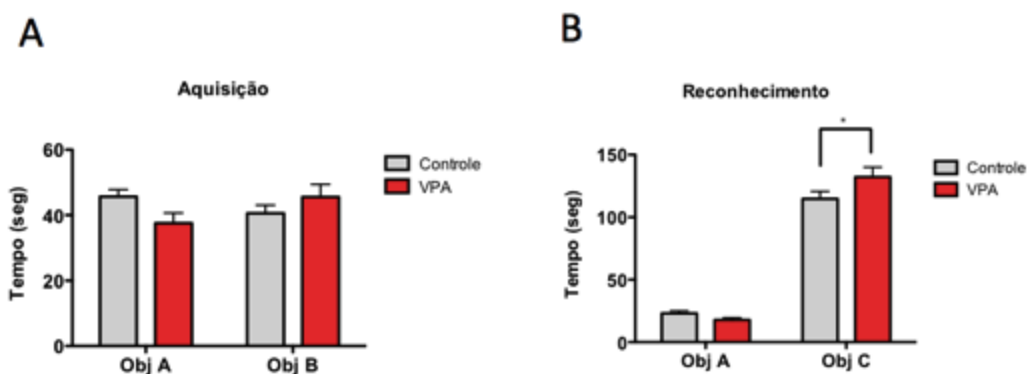 A
Aquisição
Tempo (seg)
60
40
20
0
Obj A
Obj B
Controle
VPA
B
Reconhecimento
*
Tempo (seg)
150
100
50
0
Obj A
Obj C
Controle
VPA